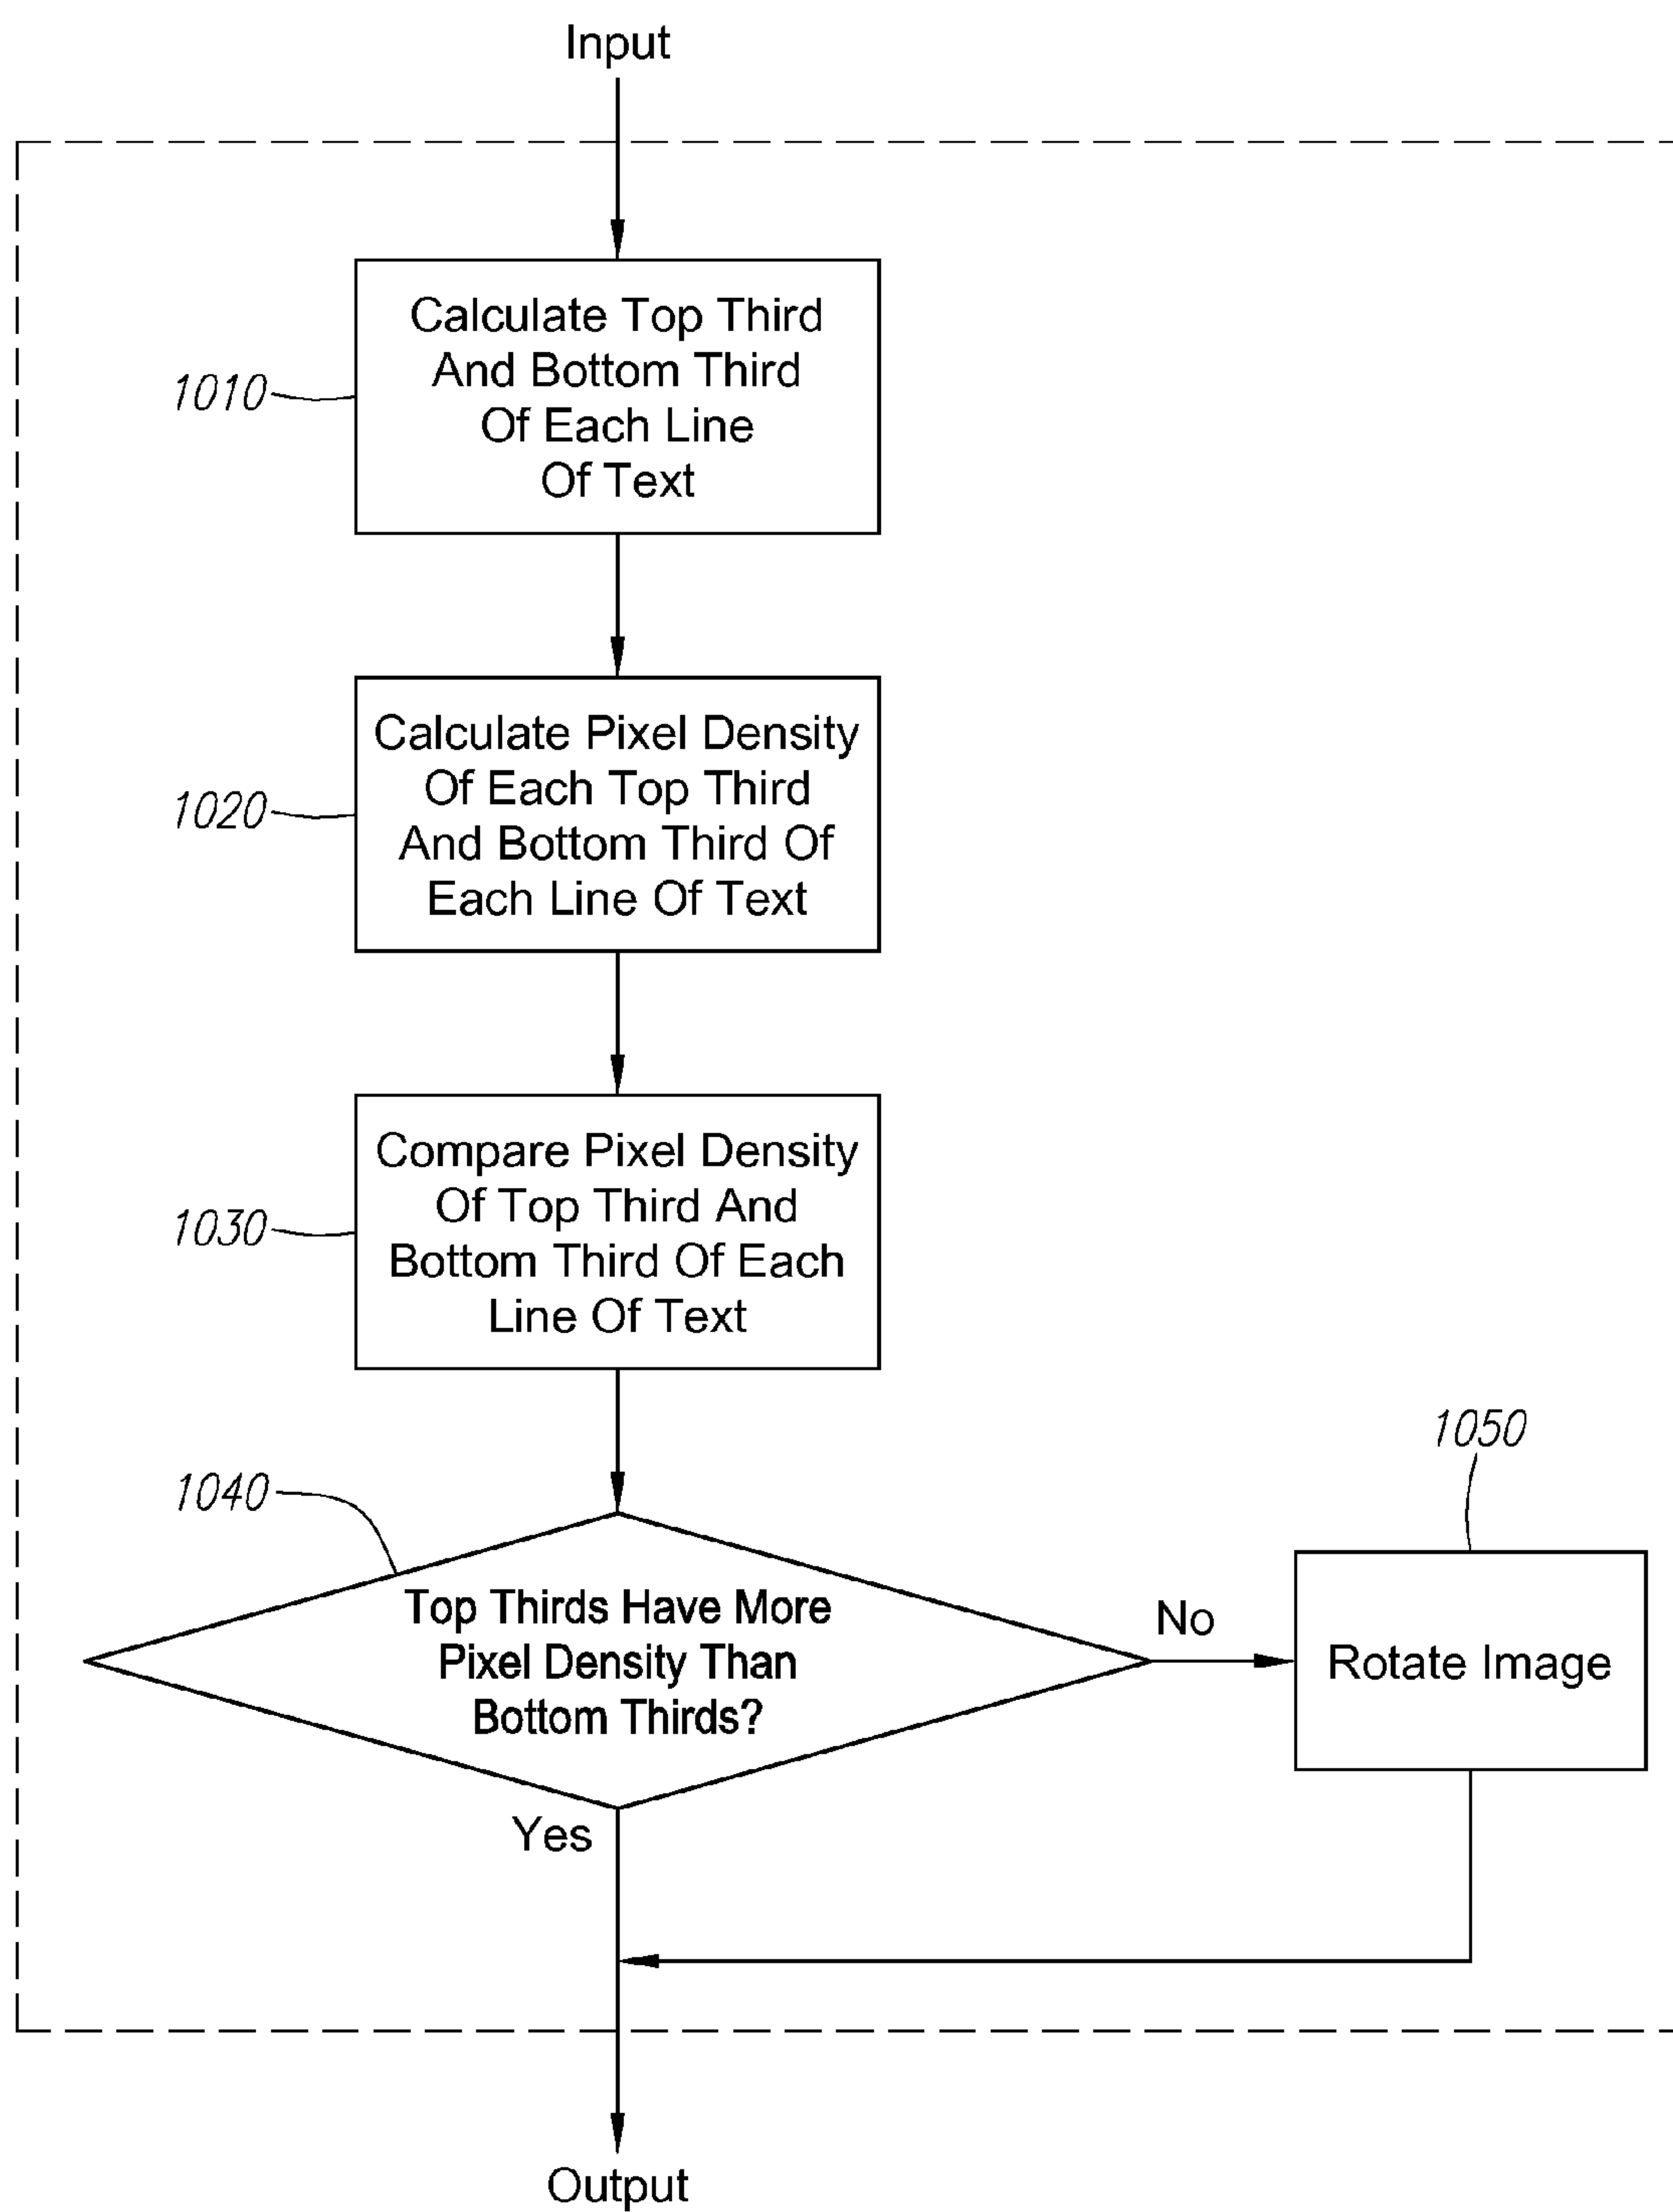 Input
1010
Calculate Top Third
And Bottom Third
Of Each Line
Of Text
1020
Calculate Pixel Density
Of Each Top Third
And Bottom Third Of
Each Line Of Text
1030
Compare Pixel Density
Of Top Third And
Bottom Third Of Each
Line Of Text
1040
Top Thirds Have More
Pixel Density Than
Bottom Thirds?
No
1050
Rotate Image
Yes
Output